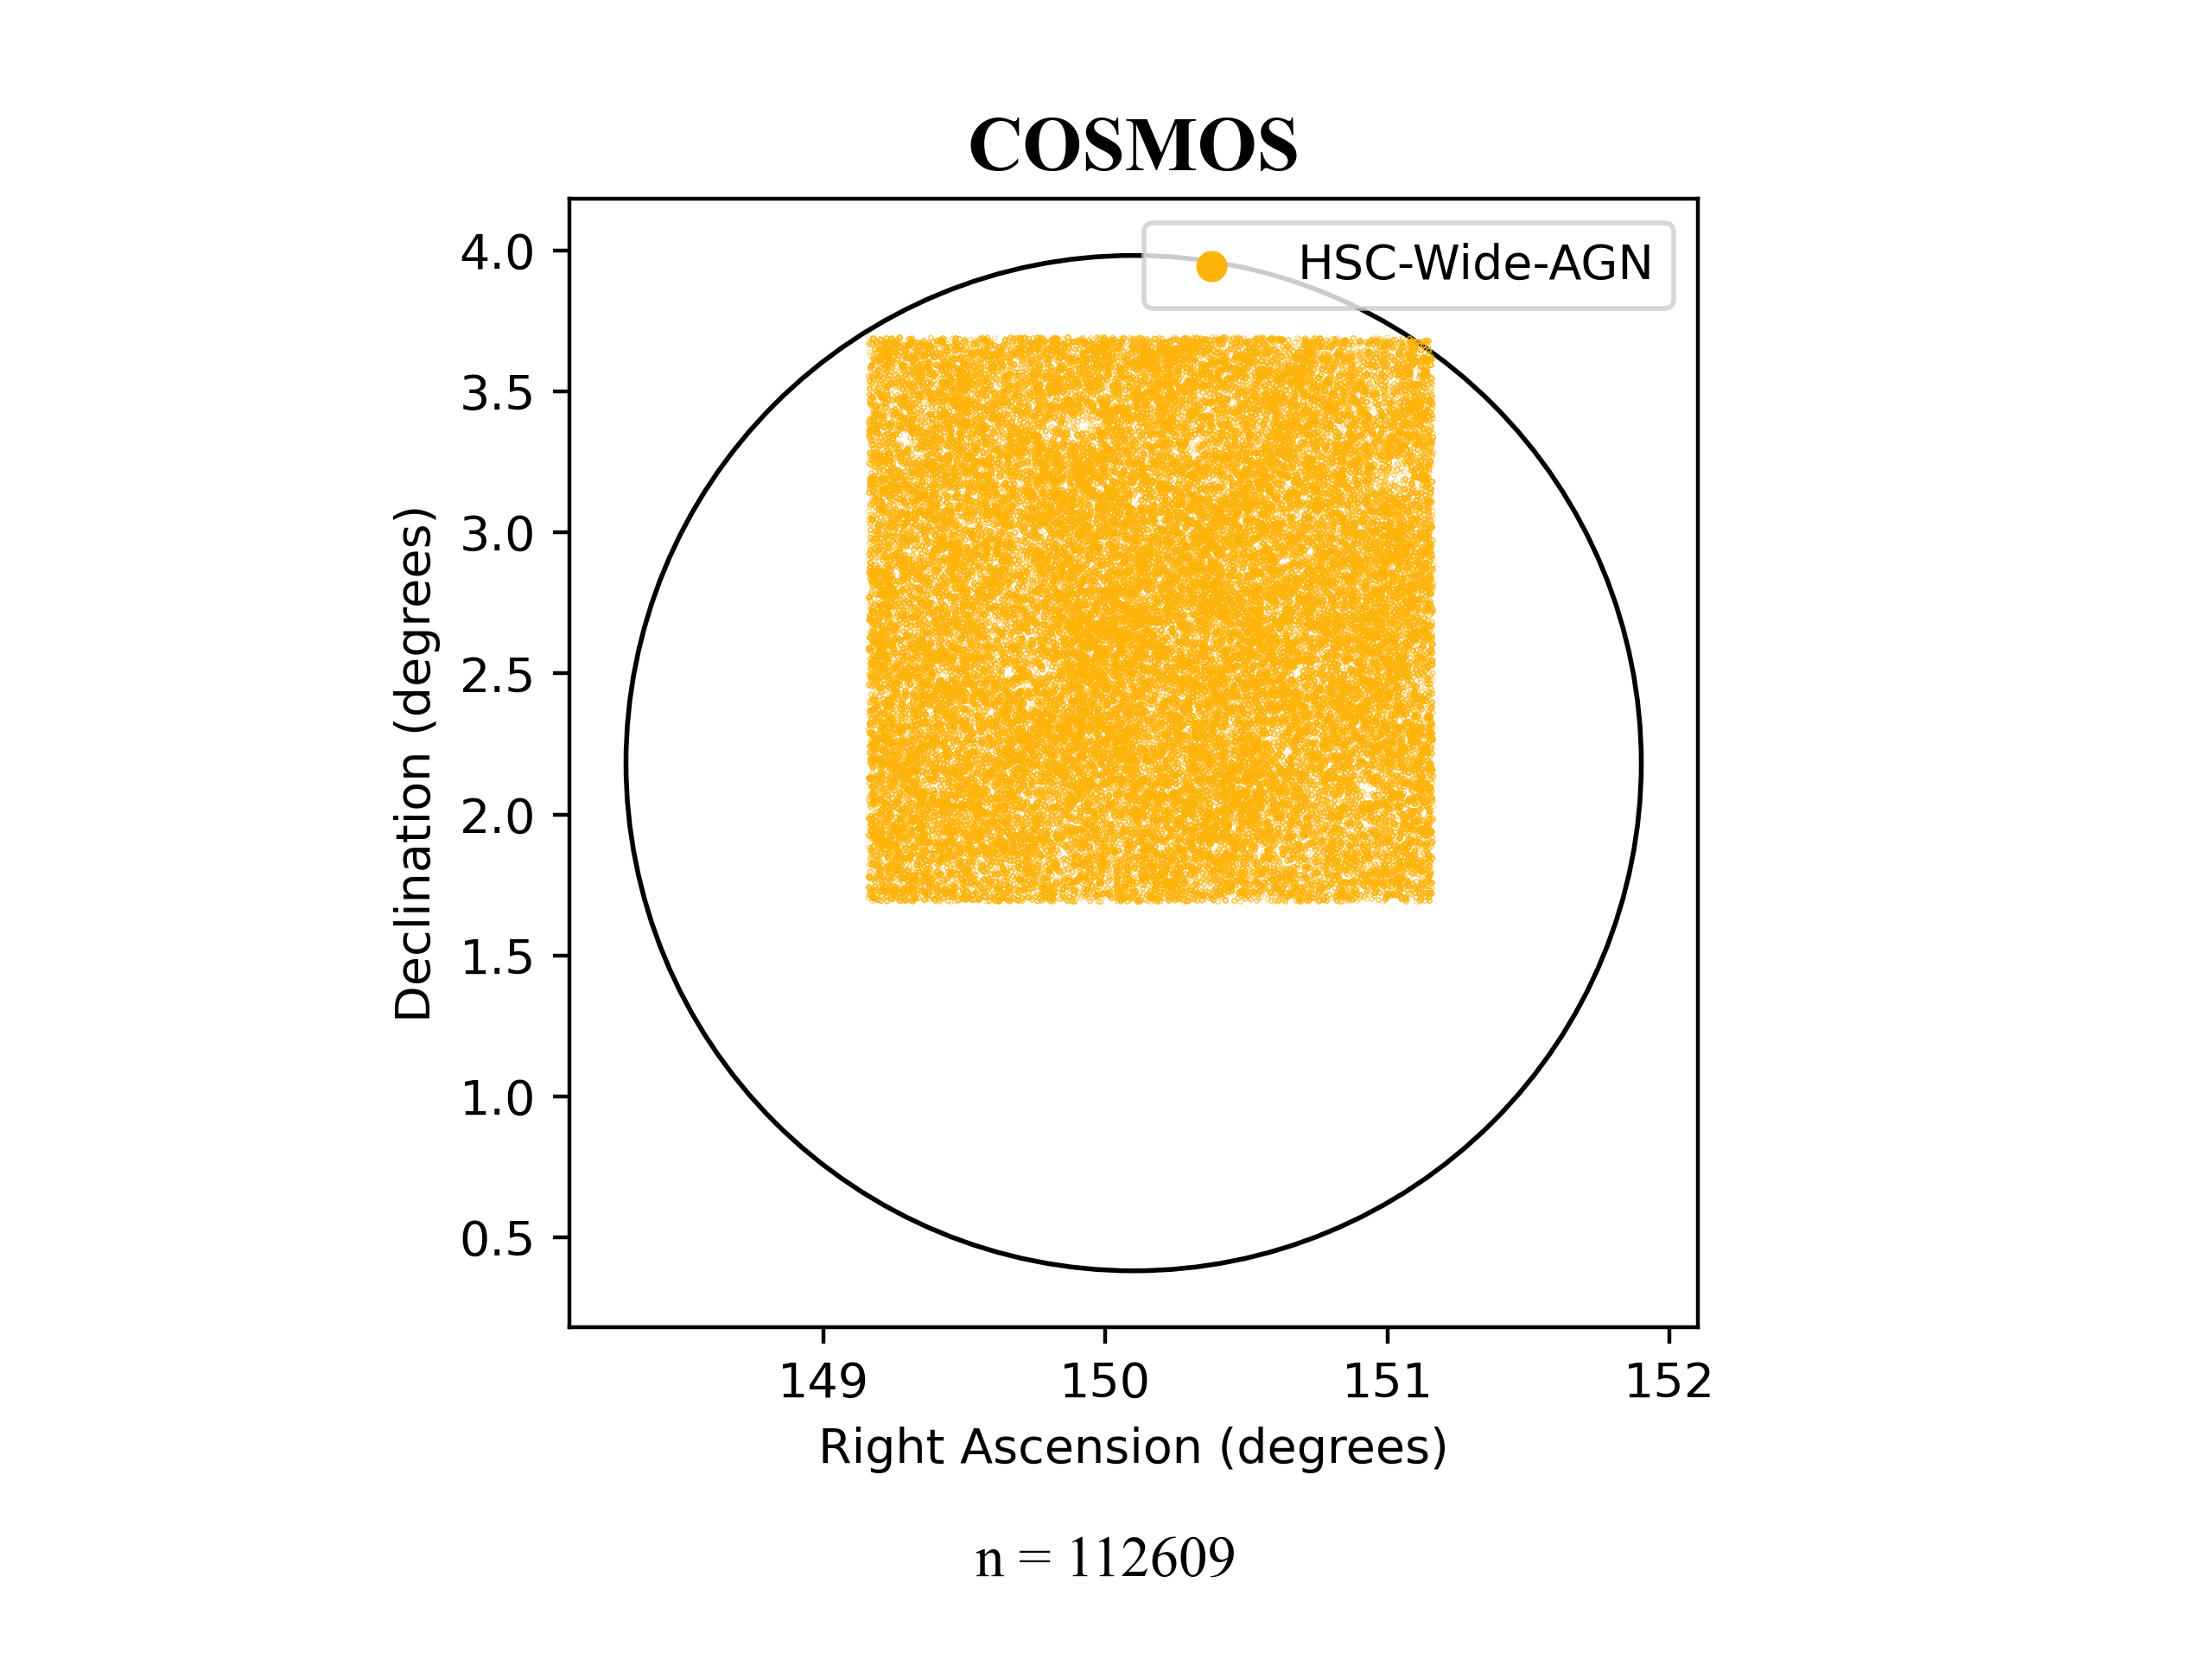 COSMOS
HSC-Wide-AGN
4.0
3.5
3.0
2.5
2.0
1.5
1.0
0.5
Declination (degrees)
149 150 151 152
Right Ascension (degrees)
n = 112609